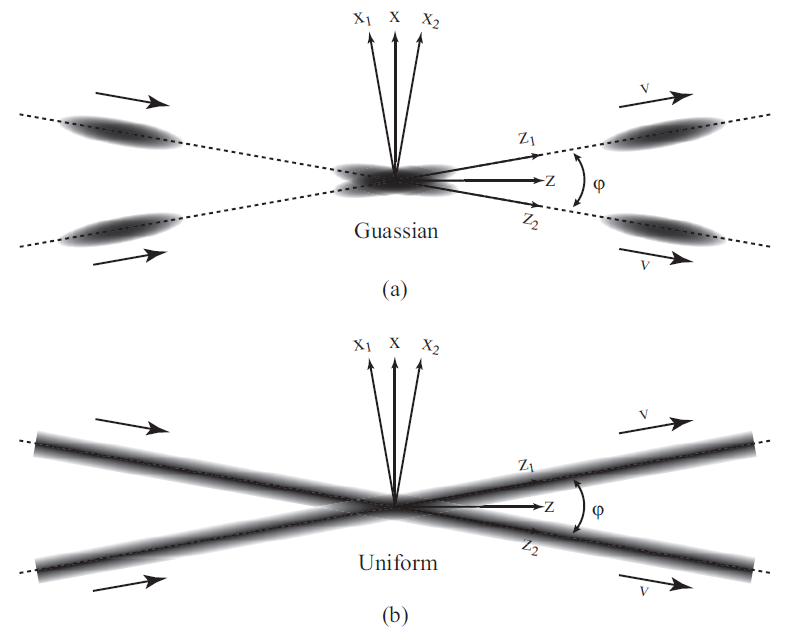 X1 X X2
V
Z1
Z φ
Z2
Guassian
V
(a)
X1 X X2
V
Z1
Z φ
Z2
Uniform
V
(b)